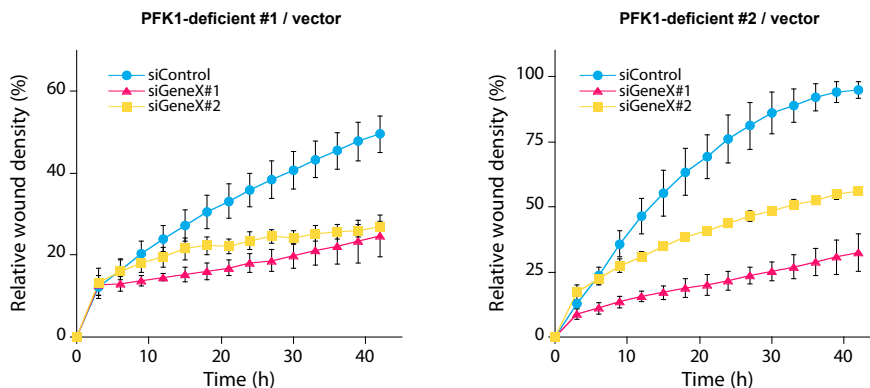 PFK1-deficient #1 / vector
Relative wound density (%)
60
40
20
0
siControl
siGeneX#1
siGeneX#2
0 10 20 30 40
Time (h)
PFK1-deficient #2 / vector
Relative wound density (%)
100
75
50
25
0
siControl
siGeneX#1
siGeneX#2
0 10 20 30 40
Time (h)